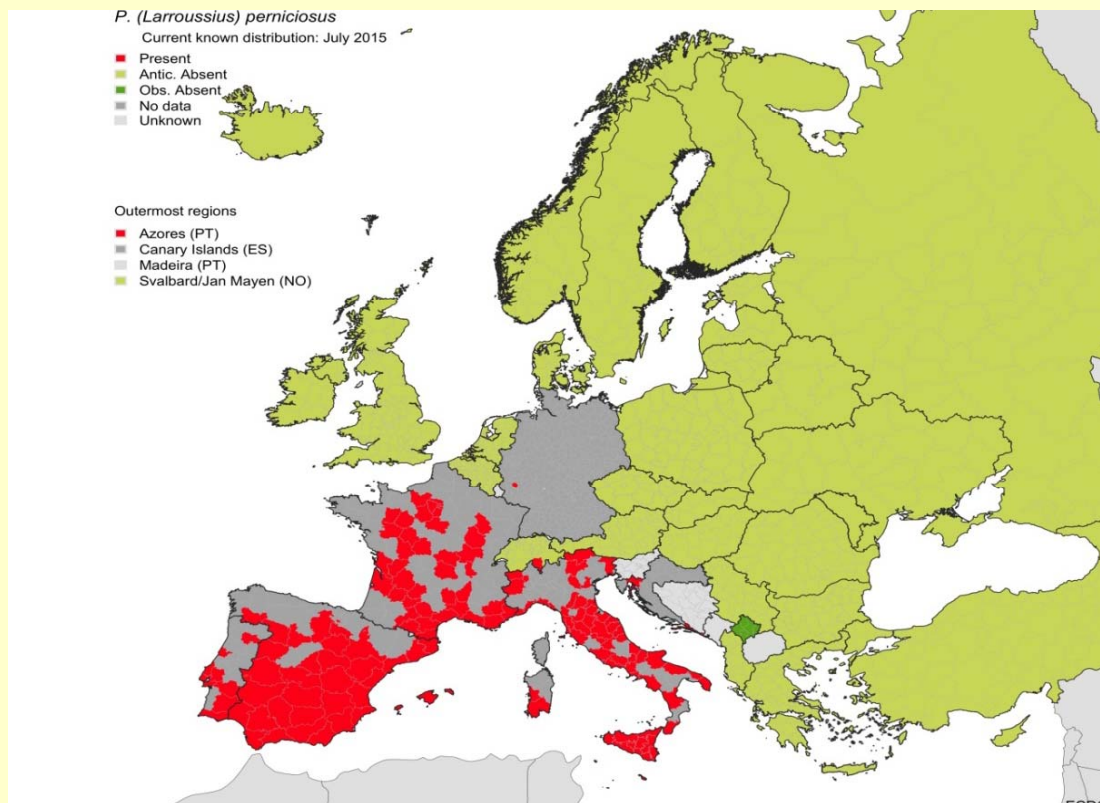 P. (Larroussius) perniciosus
Current known distribution: July 2015
Present
Antic. Absent
Obs. Absent
No data
Unknown
Outermost regions
Azores (PT)
Canary Islands (ES)
Madeira (PT)
Svalbard/Jan Mayen (NO)